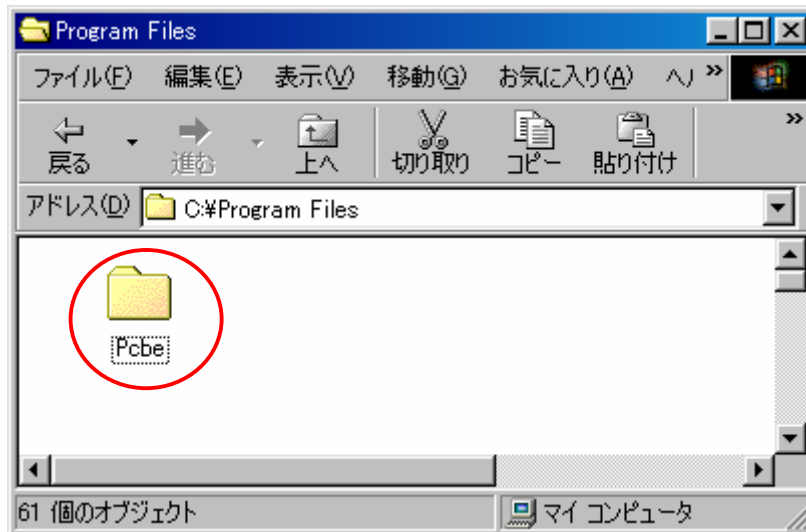 Program Files
ファイル(F) 編集(E) 表示(V) 移動(G) お気に入り(A) »
戻る 進む 上へ 切り取り コピー 貼り付け »
アドレス(D) C:¥Program Files
Pcbe
61 個のオブジェクト マイ コンピュータ